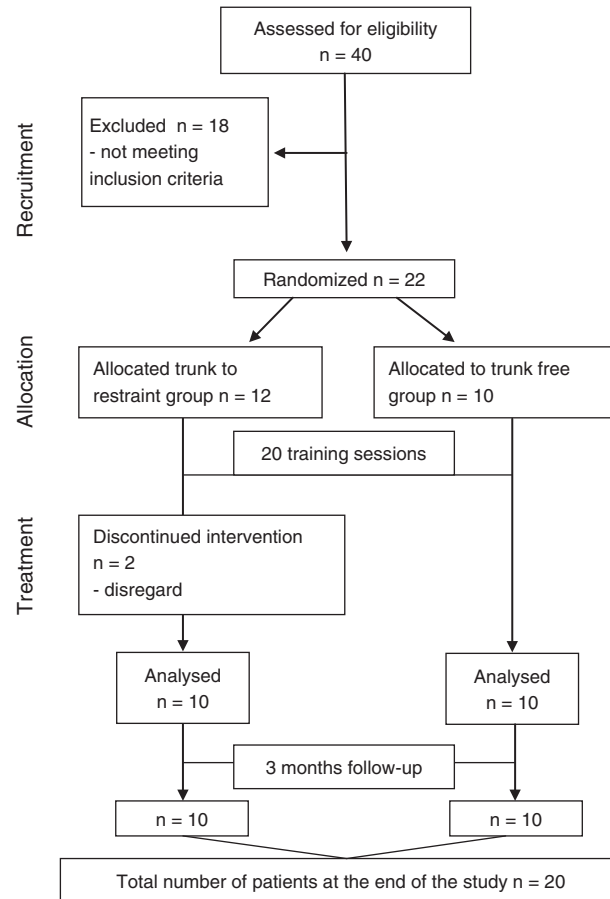 Assessed for eligibility
n = 40
Recruitment
Excluded n = 18
- not meeting
inclusion criteria
Randomized n = 22
Allocation
Allocated trunk to
restraint group n = 12
Allocated to trunk free
group n = 10
20 training sessions
Treatment
Discontinued intervention
n = 2
- disregard
Analysed
n = 10
Analysed
n = 10
3 months follow-up
n = 10
n = 10
Total number of patients at the end of the study n = 20